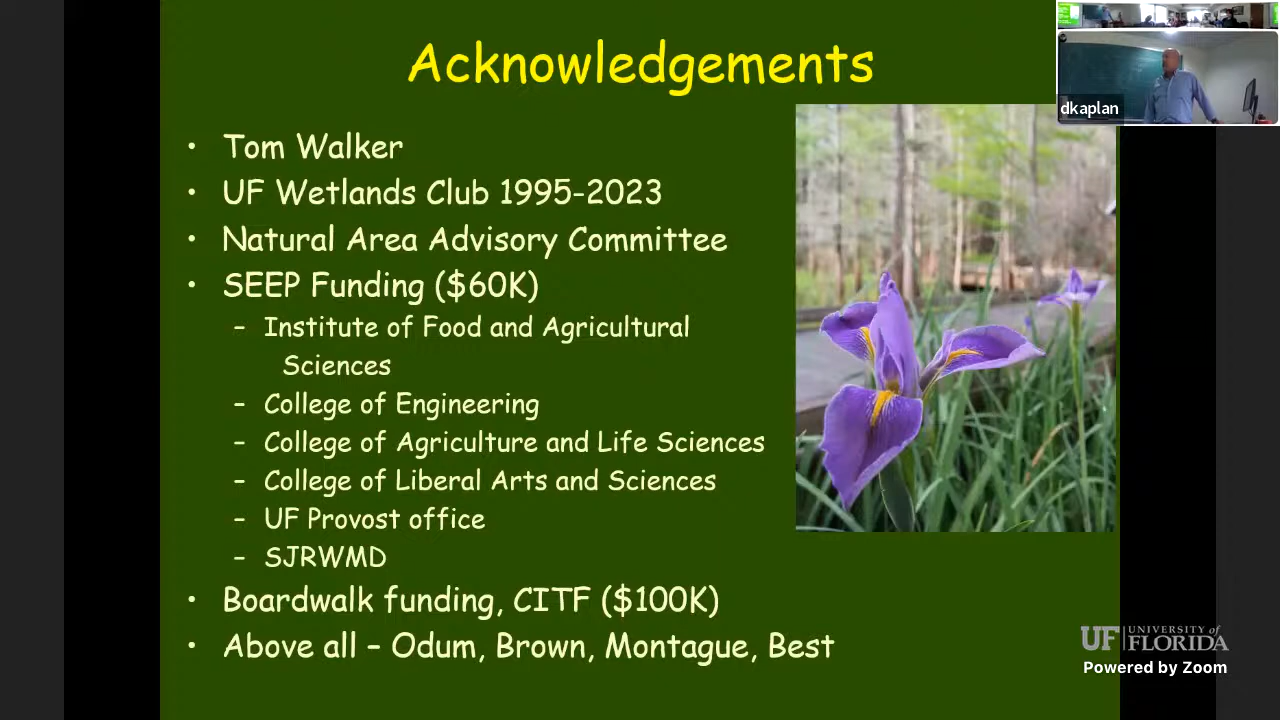 Acknowledgements
dkaplan
• Tom Walker
• UF Wetlands Club 1995-2023
• Natural Area Advisory Committee
• SEEP Funding ($60K)
– Institute of Food and Agricultural
Sciences
– College of Engineering
– College of Agriculture and Life Sciences
– College of Liberal Arts and Sciences
– UF Provost office
– SJRWMD
• Boardwalk funding, CITF ($100K)
• Above all – Odum, Brown, Montague, Best
UF UNIVERSITY of
FLORIDA
Powered by Zoom